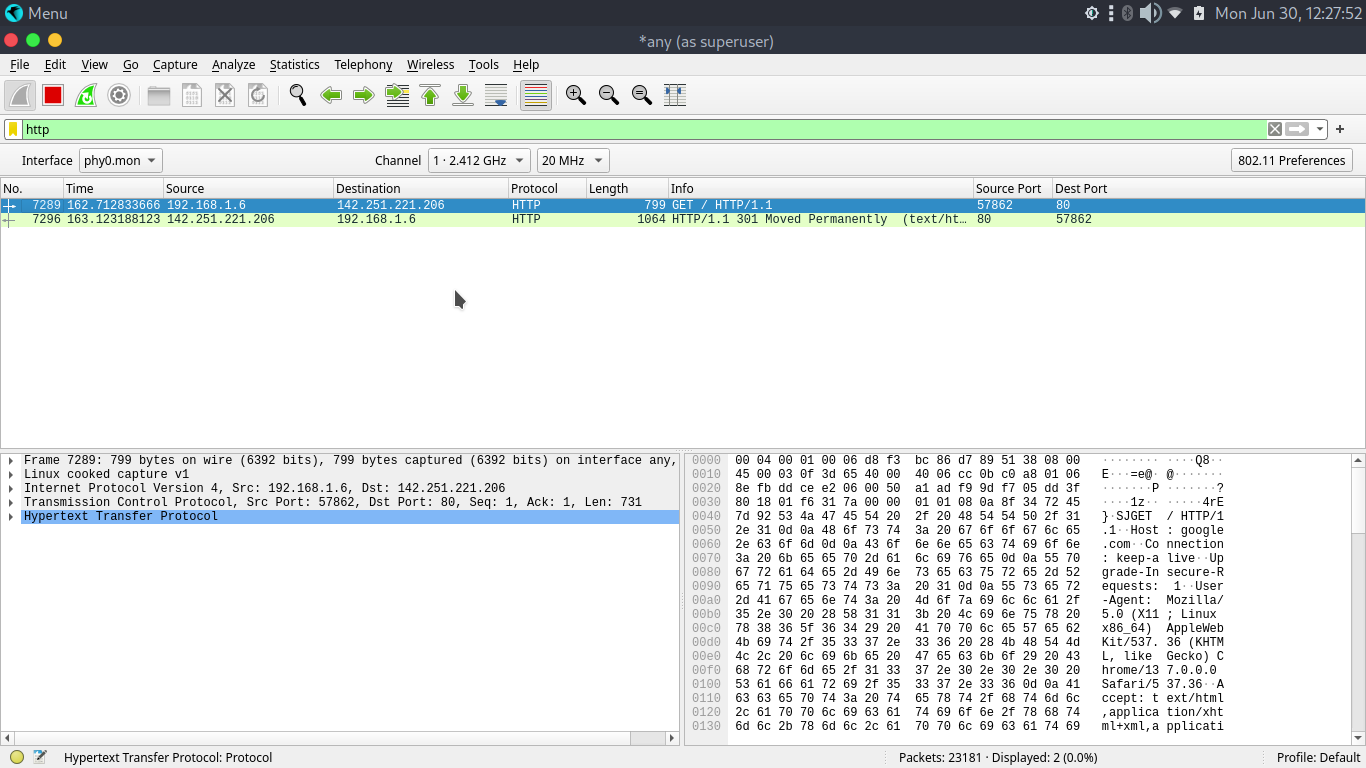 Menu Mon Jun 30, 12:27:52
*any (as superuser)
File Edit View Go Capture Analyze Statistics Telephony Wireless Tools Help
http +
Interface phy0.mon Channel 1 · 2.412 GHz 20 MHz 802.11 Preferences
No. Time Source Destination Protocol Length Info Source Port Dest Port
7289 162.712833666 192.168.1.6 142.251.221.206 HTTP 799 GET / HTTP/1.1 57862 80
7296 163.123188123 142.251.221.206 192.168.1.6 HTTP 1064 HTTP/1.1 301 Moved Permanently (text/ht… 80 57862
Frame 7289: 799 bytes on wire (6392 bits), 799 bytes captured (6392 bits) on interface any,
Linux cooked capture v1
Internet Protocol Version 4, Src: 192.168.1.6, Dst: 142.251.221.206
Transmission Control Protocol, Src Port: 57862, Dst Port: 80, Seq: 1, Ack: 1, Len: 731
Hypertext Transfer Protocol
0000 00 04 00 01 00 06 d8 f3 bc 86 d7 89 51 38 08 00 ········ ····Q8··
0010 45 00 03 0f 3d 65 40 00 40 06 cc 0b c0 a8 01 06 E···=e@· @·······
0020 8e fb dd ce e2 06 00 50 a1 ad f9 9d f7 05 dd 3f ·······P ·······?
0030 80 18 01 f6 31 7a 00 00 01 01 08 0a 8f 34 72 45 ····1z·· ·····4rE
0040 7d 92 53 4a 47 45 54 20 2f 20 48 54 54 50 2f 31 }·SJGET / HTTP/1
0050 2e 31 0d 0a 48 6f 73 74 3a 20 67 6f 6f 67 6c 65 .1··Host : google
0060 2e 63 6f 6d 0d 0a 43 6f 6e 6e 65 63 74 69 6f 6e .com··Co nnection
0070 3a 20 6b 65 65 70 2d 61 6c 69 76 65 0d 0a 55 70 : keep-a live··Up
0080 67 72 61 64 65 2d 49 6e 73 65 63 75 72 65 2d 52 grade-In secure-R
0090 65 71 75 65 73 74 73 3a 20 31 0d 0a 55 73 65 72 equests: 1··User
00a0 2d 41 67 65 6e 74 3a 20 4d 6f 7a 69 6c 6c 61 2f -Agent: Mozilla/
00b0 35 2e 30 20 28 58 31 31 3b 20 4c 69 6e 75 78 20 5.0 (X11 ; Linux
00c0 78 38 36 5f 36 34 29 20 41 70 70 6c 65 57 65 62 x86_64) AppleWeb
00d0 4b 69 74 2f 35 33 37 2e 33 36 20 28 4b 48 54 4d Kit/537. 36 (KHTM
00e0 4c 2c 20 6c 69 6b 65 20 47 65 63 6b 6f 29 20 43 L, like Gecko) C
00f0 68 72 6f 6d 65 2f 31 33 37 2e 30 2e 30 2e 30 20 hrome/13 7.0.0.0
0100 53 61 66 61 72 69 2f 35 33 37 2e 33 36 0d 0a 41 Safari/5 37.36··A
0110 63 63 65 70 74 3a 20 74 65 78 74 2f 68 74 6d 6c ccept: t ext/html
0120 2c 61 70 70 6c 69 63 61 74 69 6f 6e 2f 78 68 74 ,applica tion/xht
0130 6d 6c 2b 78 6d 6c 2c 61 70 70 6c 69 63 61 74 69 ml+xml,a pplicati
Hypertext Transfer Protocol: Protocol Packets: 23181 · Displayed: 2 (0.0%) Profile: Default